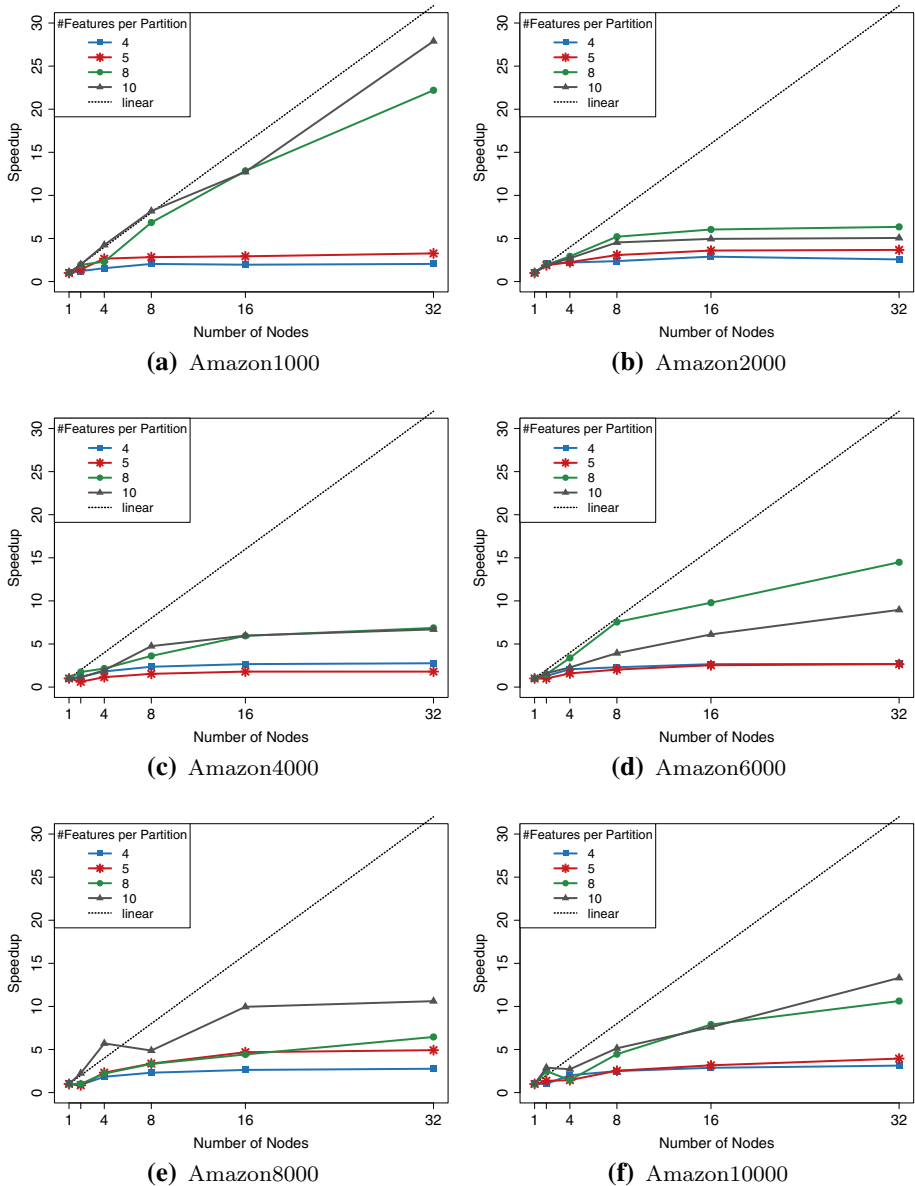 #Features per Partition
4
5
8
10
linear
Speedup
0 5 10 15 20 25 30
1 4 8 16 32
Number of Nodes
(a) Amazon1000
#Features per Partition
4
5
8
10
linear
Speedup
0 5 10 15 20 25 30
1 4 8 16 32
Number of Nodes
(b) Amazon2000
#Features per Partition
4
5
8
10
linear
Speedup
0 5 10 15 20 25 30
1 4 8 16 32
Number of Nodes
(c) Amazon4000
#Features per Partition
4
5
8
10
linear
Speedup
0 5 10 15 20 25 30
1 4 8 16 32
Number of Nodes
(d) Amazon6000
#Features per Partition
4
5
8
10
linear
Speedup
0 5 10 15 20 25 30
1 4 8 16 32
Number of Nodes
(e) Amazon8000
#Features per Partition
4
5
8
10
linear
Speedup
0 5 10 15 20 25 30
1 4 8 16 32
Number of Nodes
(f) Amazon10000